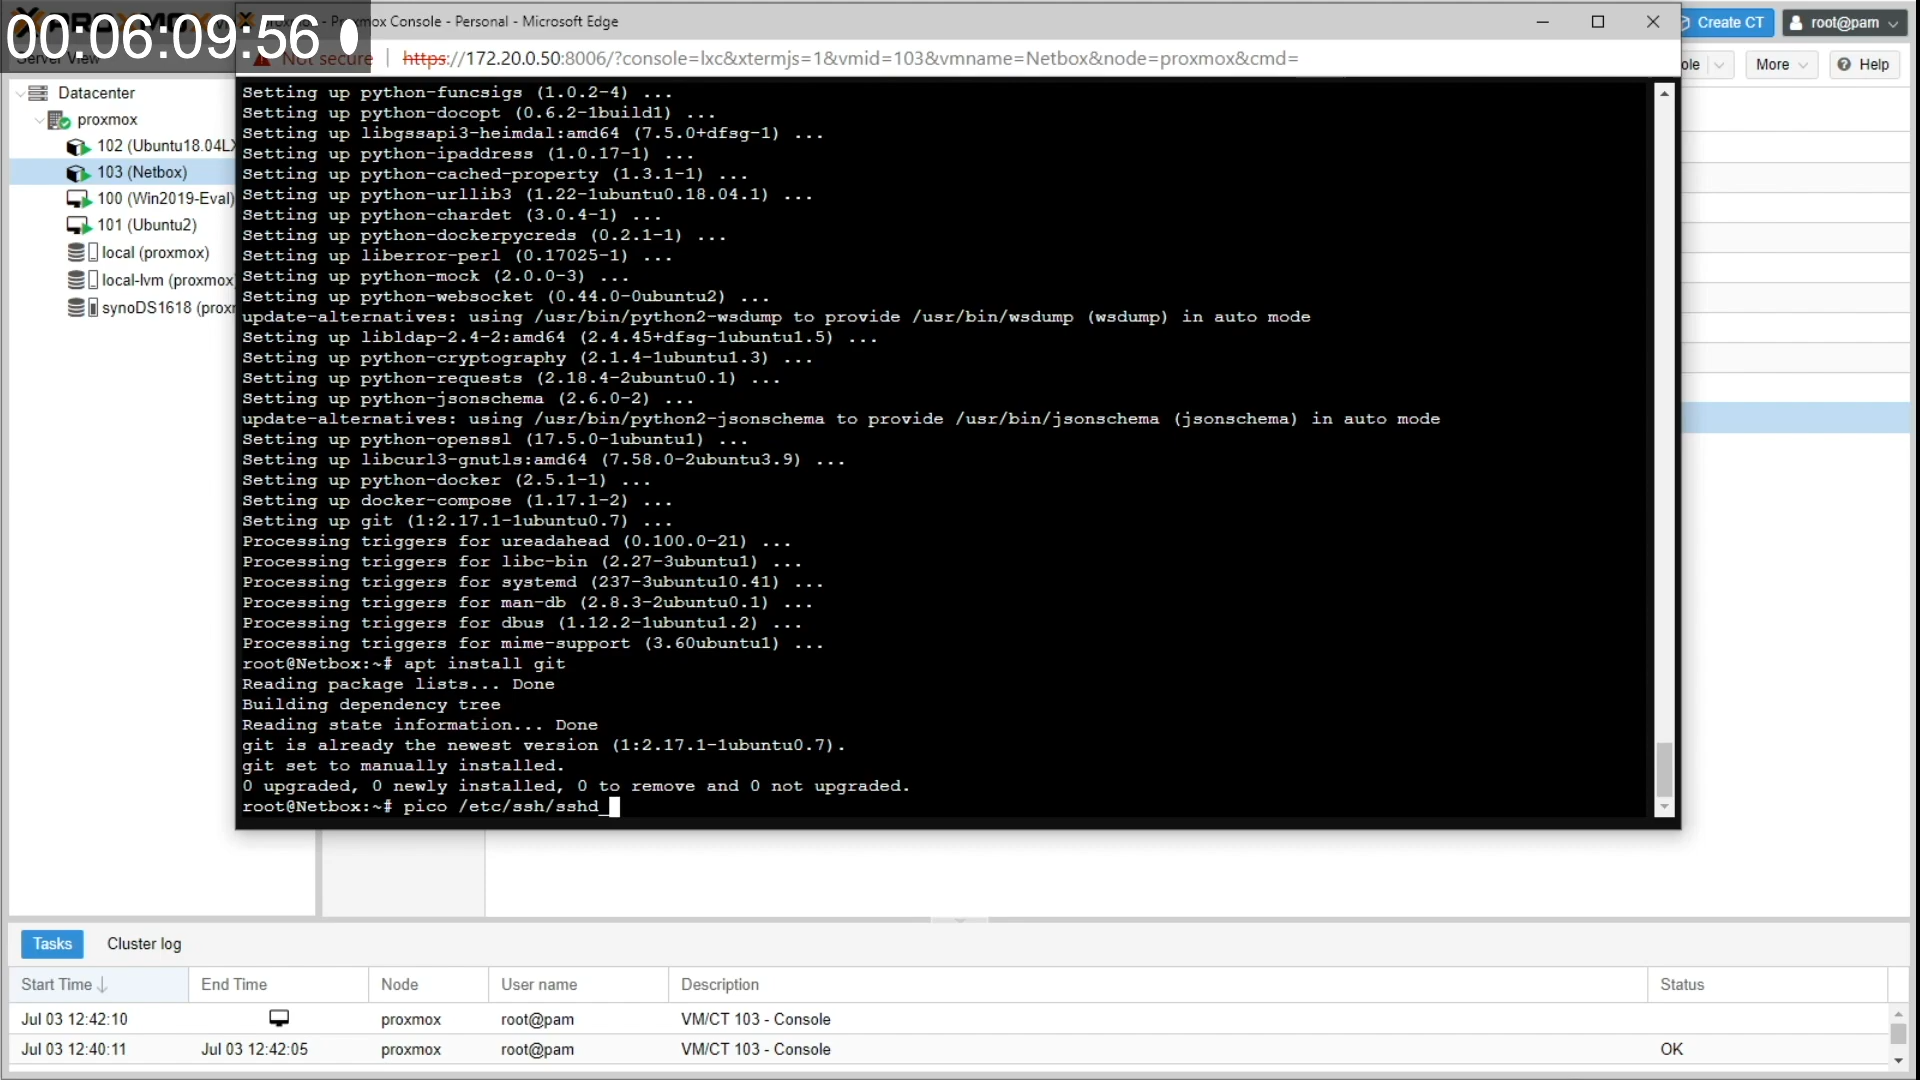 00:06:09:56
Proxmox Console - Personal - Microsoft Edge
Create CT
root@pam
Server View
Not secure
https://172.20.0.50:8006/?console=lxc&xtermjs=1&vmid=103&vmname=Netbox&node=proxmox&cmd=
ole
More
Help
Datacenter
proxmox
102 (Ubuntu18.04LX
103 (Netbox)
100 (Win2019-Eval)
101 (Ubuntu2)
local (proxmox)
local-lvm (proxmox
synoDS1618 (proxm
Setting up python-funcsigs (1.0.2-4) ...
Setting up python-docopt (0.6.2-1build1) ...
Setting up libgssapi3-heimdal:amd64 (7.5.0+dfsg-1) ...
Setting up python-ipaddress (1.0.17-1) ...
Setting up python-cached-property (1.3.1-1) ...
Setting up python-urllib3 (1.22-1ubuntu0.18.04.1) ...
Setting up python-chardet (3.0.4-1) ...
Setting up python-dockerpycreds (0.2.1-1) ...
Setting up liberror-perl (0.17025-1) ...
Setting up python-mock (2.0.0-3) ...
Setting up python-websocket (0.44.0-0ubuntu2) ...
update-alternatives: using /usr/bin/python2-wsdump to provide /usr/bin/wsdump (wsdump) in auto mode
Setting up libldap-2.4-2:amd64 (2.4.45+dfsg-1ubuntu1.5) ...
Setting up python-cryptography (2.1.4-1ubuntu1.3) ...
Setting up python-requests (2.18.4-2ubuntu0.1) ...
Setting up python-jsonschema (2.6.0-2) ...
update-alternatives: using /usr/bin/python2-jsonschema to provide /usr/bin/jsonschema (jsonschema) in auto mode
Setting up python-openssl (17.5.0-1ubuntu1) ...
Setting up libcurl3-gnutls:amd64 (7.58.0-2ubuntu3.9) ...
Setting up python-docker (2.5.1-1) ...
Setting up docker-compose (1.17.1-2) ...
Setting up git (1:2.17.1-1ubuntu0.7) ...
Processing triggers for ureadahead (0.100.0-21) ...
Processing triggers for libc-bin (2.27-3ubuntu1) ...
Processing triggers for systemd (237-3ubuntu10.41) ...
Processing triggers for man-db (2.8.3-2ubuntu0.1) ...
Processing triggers for dbus (1.12.2-1ubuntu1.2) ...
Processing triggers for mime-support (3.60ubuntu1) ...
root@Netbox:~# apt install git
Reading package lists... Done
Building dependency tree
Reading state information... Done
git is already the newest version (1:2.17.1-1ubuntu0.7).
git set to manually installed.
0 upgraded, 0 newly installed, 0 to remove and 0 not upgraded.
root@Netbox:~# pico /etc/ssh/sshd_
Tasks
Cluster log
Start Time End Time Node User name Description Status
Jul 03 12:42:10 proxmox root@pam VM/CT 103 - Console
Jul 03 12:40:11 Jul 03 12:42:05 proxmox root@pam VM/CT 103 - Console OK